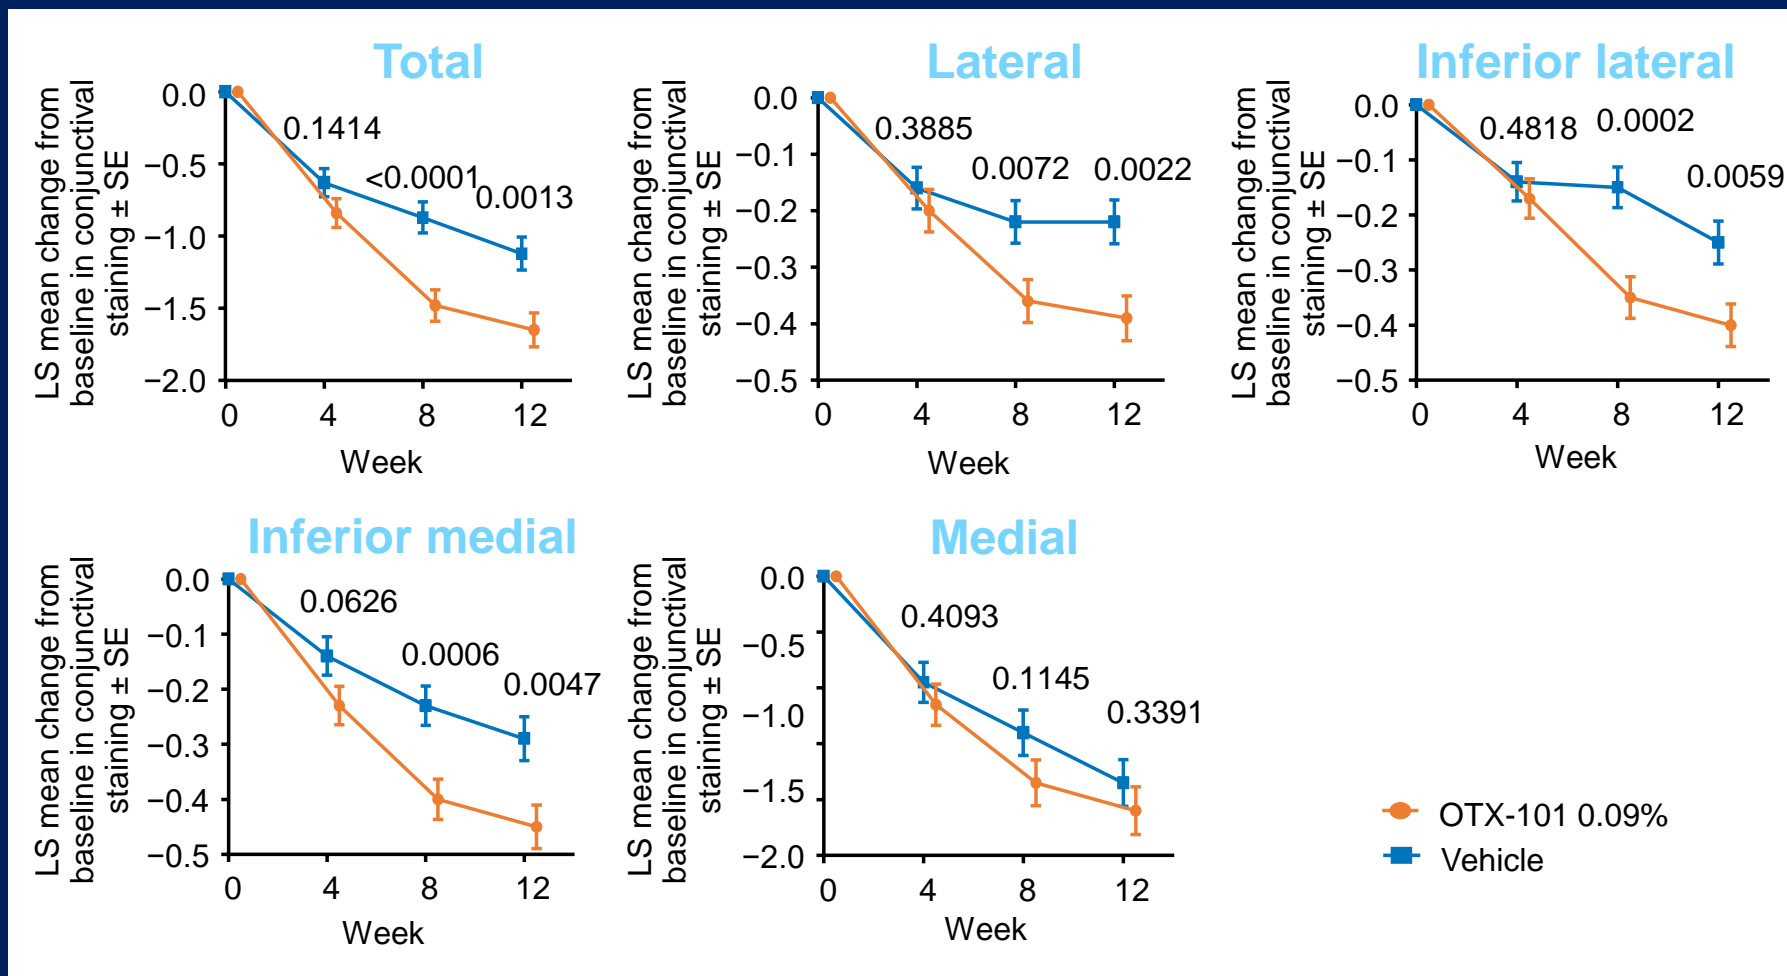 Total
LS mean change from
baseline in conjunctival
staining ± SE
0.0
−0.5
−1.0
−1.5
−2.0
0.1414
<0.0001
0.0013
0 4 8 12
Week
Lateral
LS mean change from
baseline in conjunctival
staining ± SE
0.0
−0.1
−0.2
−0.3
−0.4
−0.5
0.3885
0.0072
0.0022
0 4 8 12
Week
Inferior lateral
LS mean change from
baseline in conjunctival
staining ± SE
0.0
−0.1
−0.2
−0.3
−0.4
−0.5
0.4818
0.0002
0.0059
0 4 8 12
Week
Inferior medial
LS mean change from
baseline in conjunctival
staining ± SE
0.0
−0.1
−0.2
−0.3
−0.4
−0.5
0.0626
0.0006
0.0047
0 4 8 12
Week
Medial
LS mean change from
baseline in conjunctival
staining ± SE
0.0
−0.5
−1.0
−1.5
−2.0
0.4093
0.1145
0.3391
0 4 8 12
Week
OTX-101 0.09%
Vehicle